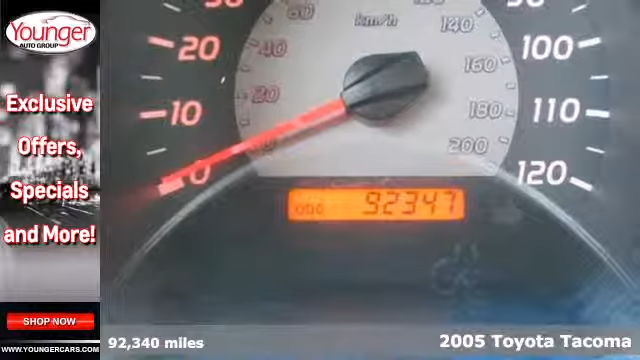 Younger
AUTO GROUP
Exclusive
Offers,
Specials
and More!
SHOP NOW
WWW.YOUNGERCARS.COM
km/h
60
140
20
40
160
100
10
20
180
110
0
200
120
ODO 92347
92,340 miles
2005 Toyota Tacoma